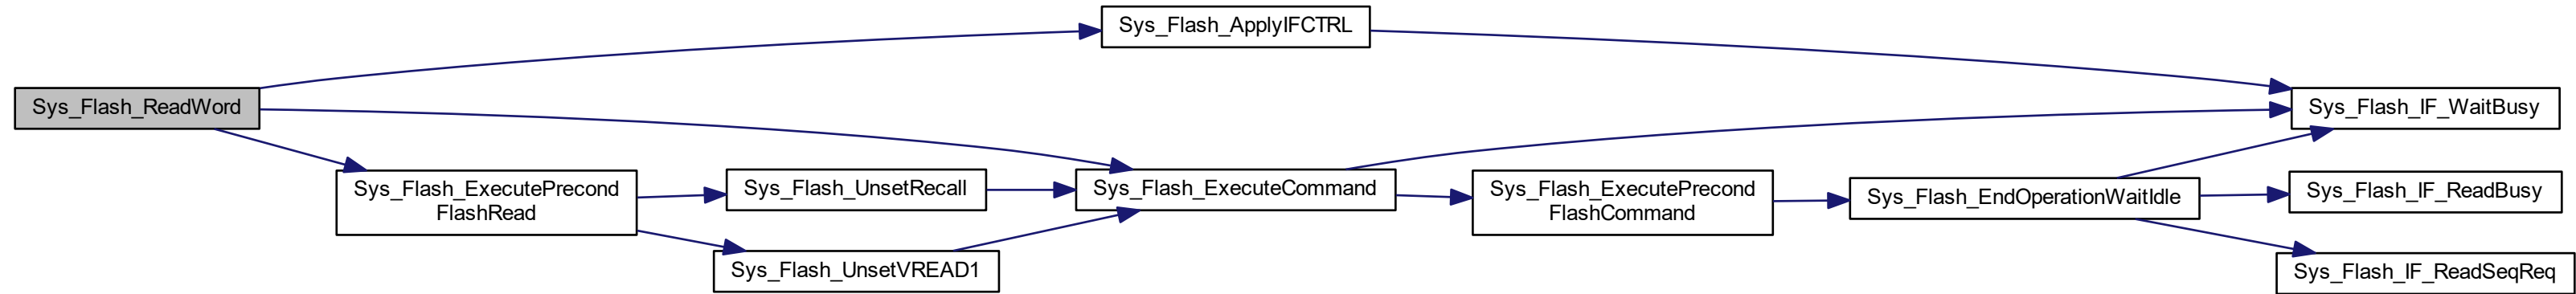 Sys_Flash_ReadWord
Sys_Flash_ApplyIFCTRL
Sys_Flash_ExecutePrecond
FlashRead
Sys_Flash_UnsetRecall
Sys_Flash_UnsetVREAD1
Sys_Flash_ExecuteCommand
Sys_Flash_ExecutePrecond
FlashCommand
Sys_Flash_EndOperationWaitIdle
Sys_Flash_IF_WaitBusy
Sys_Flash_IF_ReadBusy
Sys_Flash_IF_ReadSeqReq